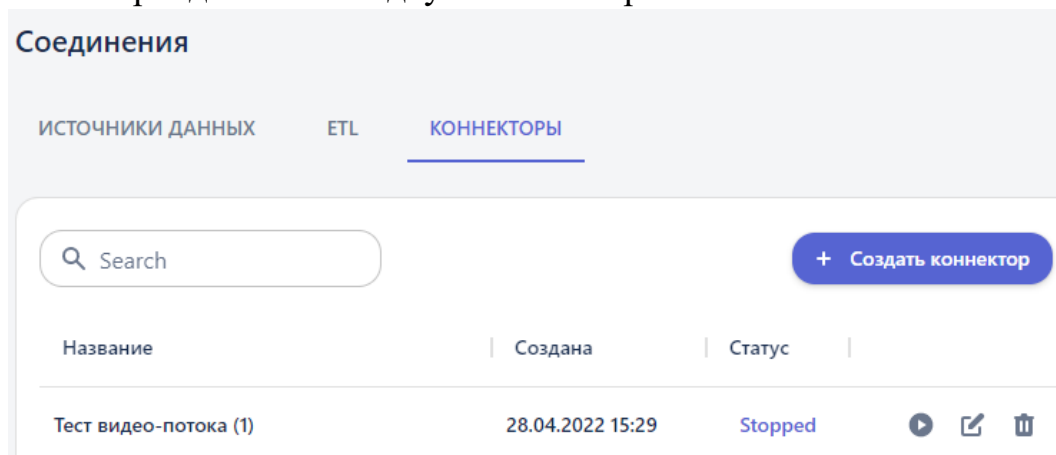 Соединения
ИСТОЧНИКИ ДАННЫХ ETL КОННЕКТОРЫ
Search + Создать коннектор
Название Создана Статус
Тест видео-потока (1) 28.04.2022 15:29 Stopped